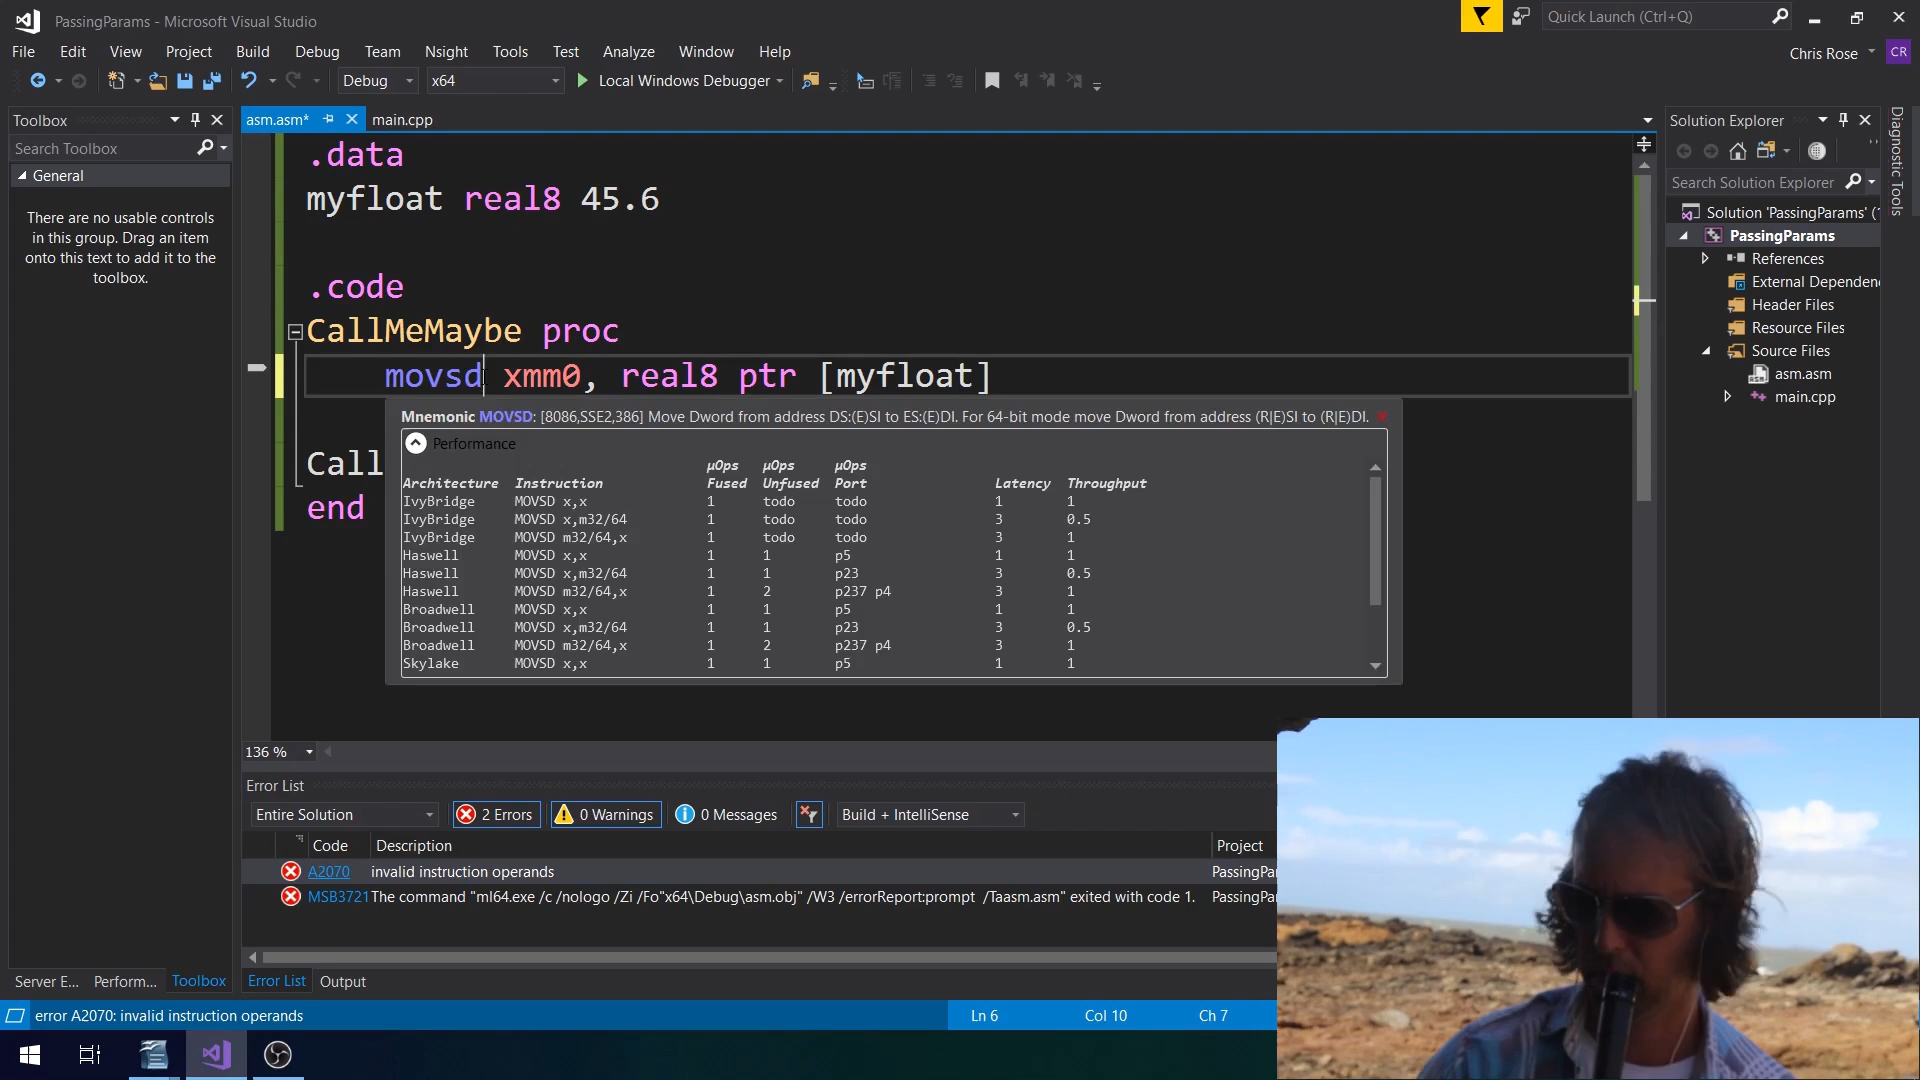 PassingParams - Microsoft Visual Studio
Quick Launch (Ctrl+Q)
File Edit View Project Build Debug Team Nsight Tools Test Analyze Window Help
Chris Rose CR
Debug x64 Local Windows Debugger
Toolbox
asm.asm* main.cpp
Solution Explorer
Diagnostic Tools
Search Toolbox
General
There are no usable controls
in this group. Drag an item
onto this text to add it to the
toolbox.
.data
myfloat real8 45.6
.code
CallMeMaybe proc
movsd xmm0, real8 ptr [myfloat]
Call
end
Mnemonic MOVSD: [8086,SSE2,386] Move Dword from address DS:(E)SI to ES:(E)DI. For 64-bit mode move Dword from address (R|E)SI to (R|E)DI.
Performance
µOps µOps µOps
Architecture Instruction Fused Unfused Port Latency Throughput
IvyBridge MOVSD x,x 1 todo todo 1 1
IvyBridge MOVSD x,m32/64 1 todo todo 3 0.5
IvyBridge MOVSD m32/64,x 1 todo todo 3 1
Haswell MOVSD x,x 1 1 p5 1 1
Haswell MOVSD x,m32/64 1 1 p23 3 0.5
Haswell MOVSD m32/64,x 1 2 p237 p4 3 1
Broadwell MOVSD x,x 1 1 p5 1 1
Broadwell MOVSD x,m32/64 1 1 p23 3 0.5
Broadwell MOVSD m32/64,x 1 2 p237 p4 3 1
Skylake MOVSD x,x 1 1 p5 1 1
Search Solution Explorer
Solution 'PassingParams' (
PassingParams
References
External Depender
Header Files
Resource Files
Source Files
asm.asm
main.cpp
136 %
Error List
Entire Solution 2 Errors 0 Warnings 0 Messages Build + IntelliSense
Code Description Project
A2070 invalid instruction operands PassingPa
MSB3721 The command "ml64.exe /c /nologo /Zi /Fo"x64\Debug\asm.obj" /W3 /errorReport:prompt /Taasm.asm" exited with code 1. PassingPa
Server E... Perform... Toolbox
Error List Output
error A2070: invalid instruction operands
Ln 6 Col 10 Ch 7